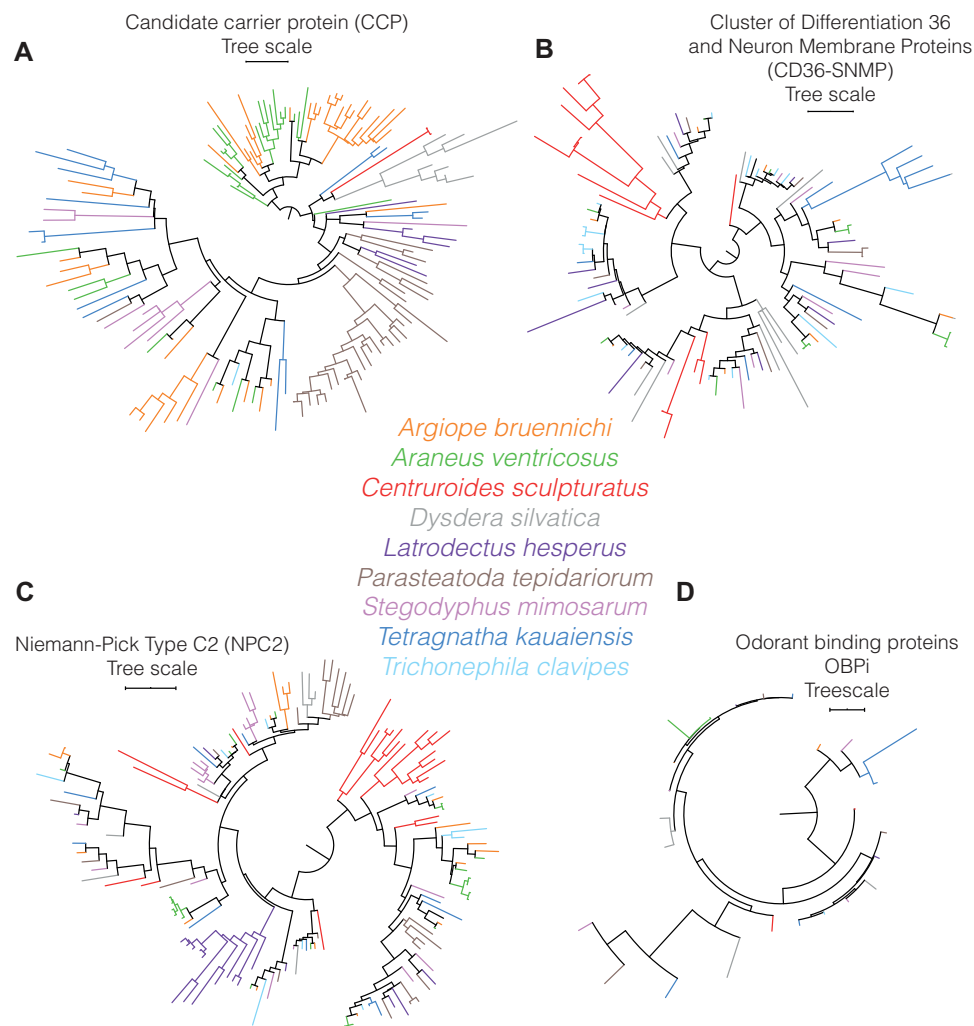 Candidate carrier protein (CCP)
Tree scale
A
Cluster of Differentiation 36
and Neuron Membrane Proteins
(CD36-SNMP)
Tree scale
B
Argiope bruennichi
Araneus ventricosus
Centruroides sculpturatus
Dysdera silvatica
Latrodectus hesperus
Parasteatoda tepidariorum
Stegodyphus mimosarum
Tetragnatha kauaiensis
Trichonephila clavipes
C
Niemann-Pick Type C2 (NPC2)
Tree scale
D
Odorant binding proteins
OBPi
Treescale